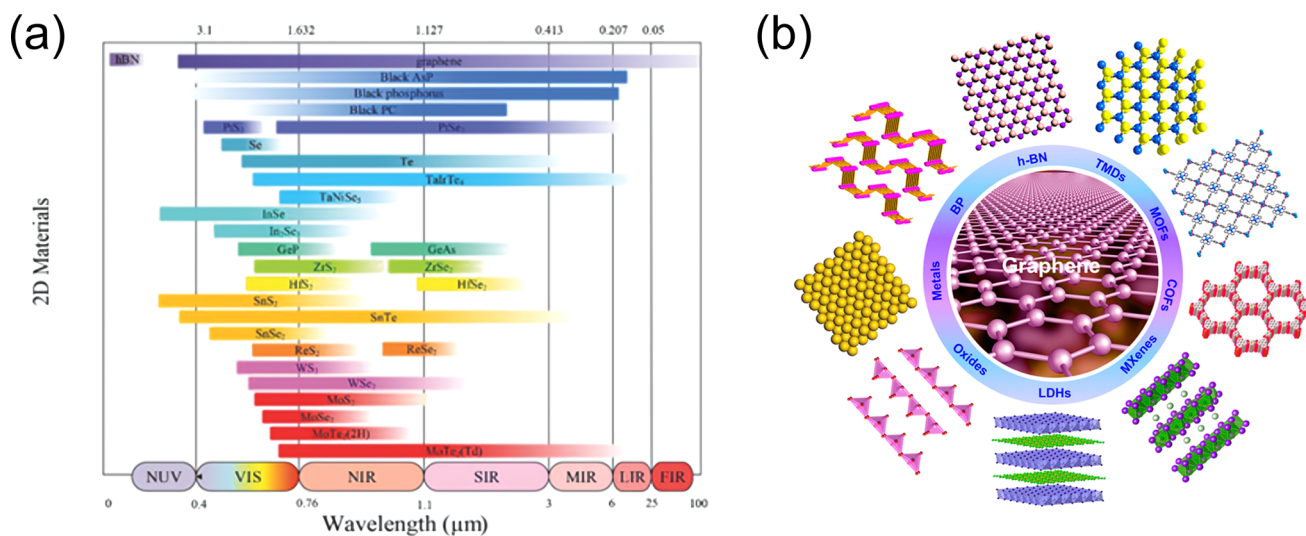 (a)
3.1 1.632 1.127 0.413 0.207 0.05
hBN graphene
Black AsP
Black phosphorus
Black PC
PtS₂ PtSe₂
Se
Te
TaIrTe₄
TaNiSe₅
InSe
In₂Se₃
GeP GeAs
ZrS₂ ZrSe₂
HfS₂ HfSe₂
SnS₂
SnTe
SnSe₂
ReS₂ ReSe₂
WS₂
WSe₂
MoS₂
MoSe₂
MoTe₂(2H)
MoTe₂(Td)
2D Materials
NUV VIS NIR SIR MIR LIR FIR
0 0.4 0.76 1.1 3 6 25 100
Wavelength (μm)
(b)
h-BN
TMDs
MOFs
COFs
MXenes
LDHs
Oxides
Metals
BP
Graphene